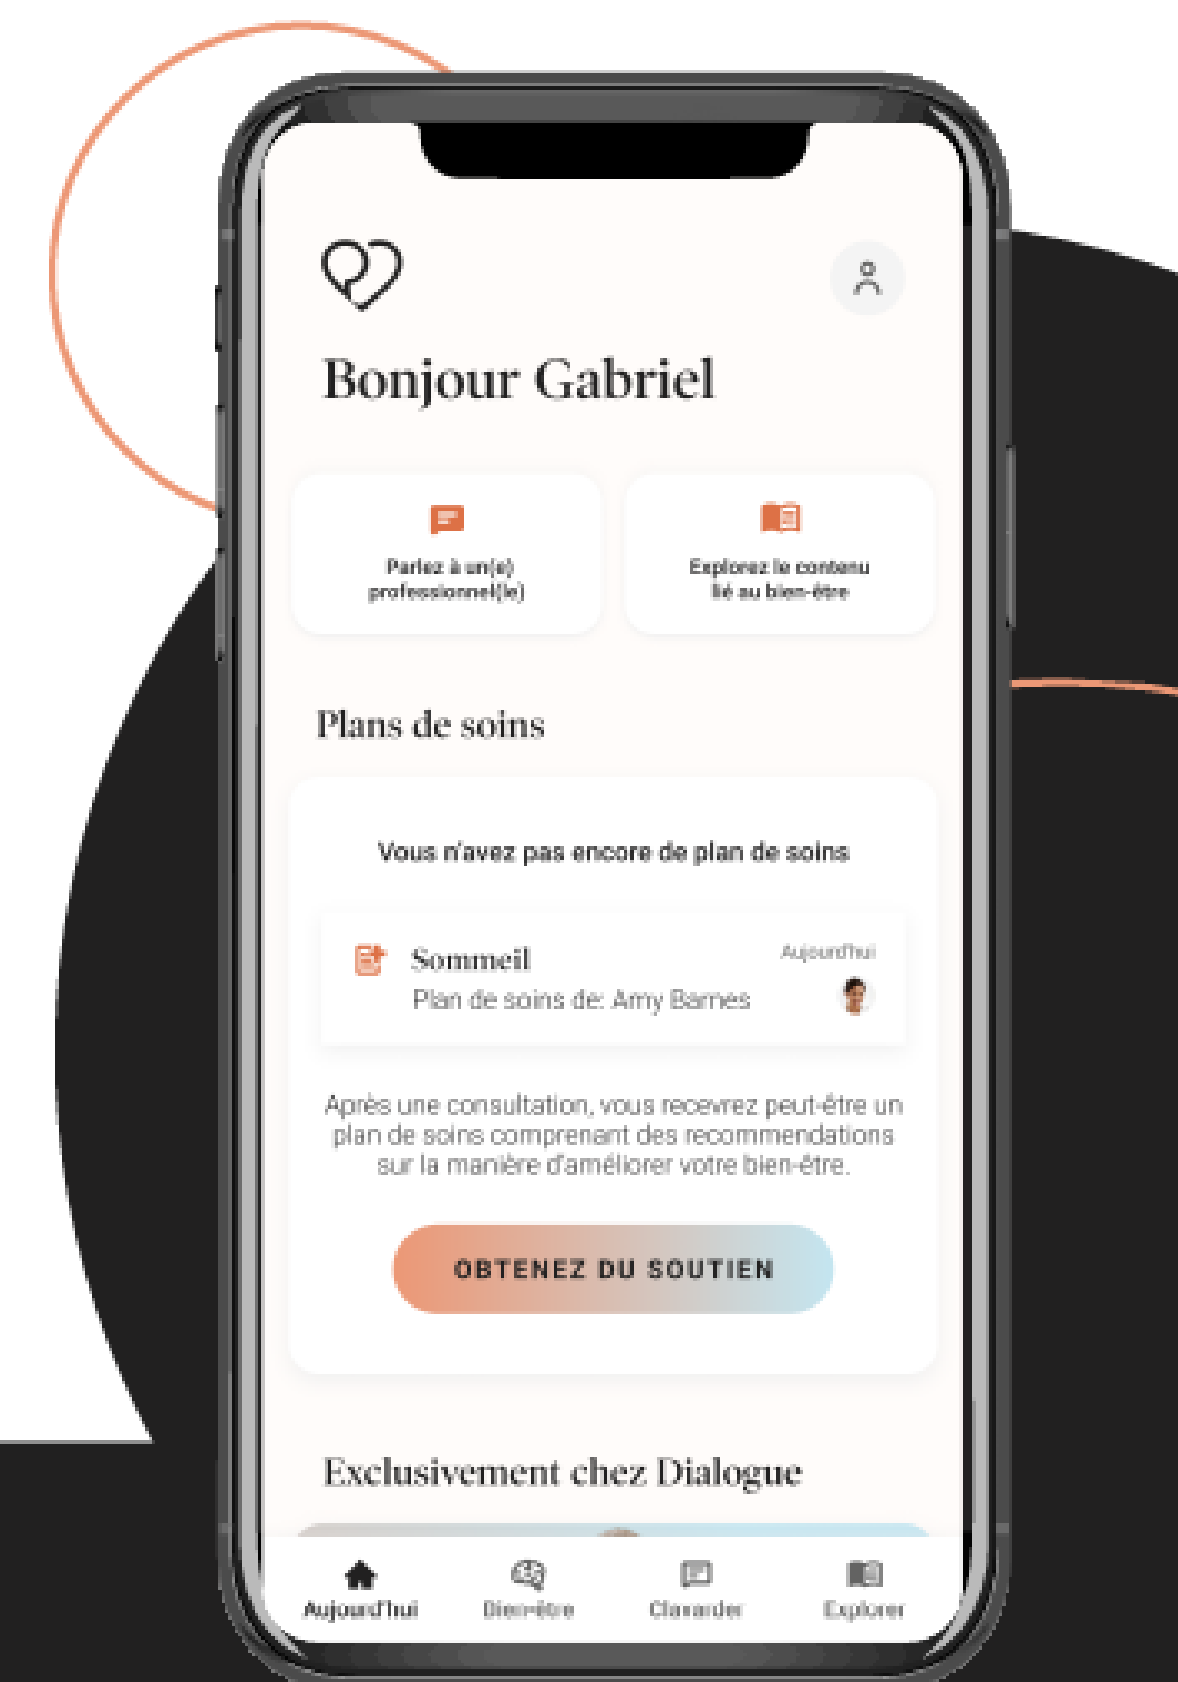 Bonjour Gabriel
Parlez à un(e)
professionnel(le)
Explorez le contenu
lié au bien-être
Plans de soins
Vous n'avez pas encore de plan de soins
Sommeil
Aujourd'hui
Plan de soins de: Amy Barnes
Après une consultation, vous recevrez peut-être un
plan de soins comprenant des recommendations
sur la manière d'améliorer votre bien-être.
OBTENEZ DU SOUTIEN
Exclusivement chez Dialogue
Aujourd'hui
Bien-être
Clavarder
Explorer